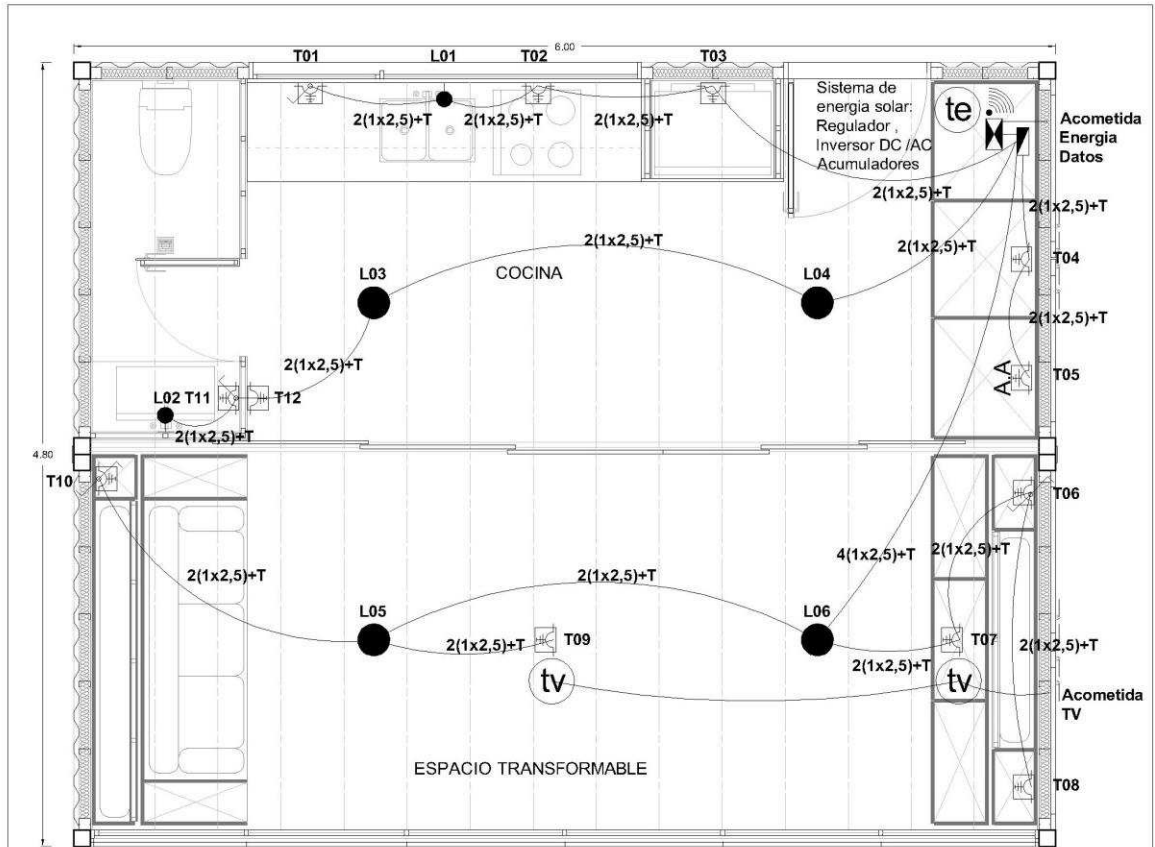 6.00
T01
L01
T02
T03
2(1x2,5)+T
2(1x2,5)+T
2(1x2,5)+T
Sistema de
energia solar:
Regulador ,
Inversor DC /AC
Acumuladores
te
Acometida
Energia
Datos
2(1x2,5)+T
2(1x2,5)+T
2(1x2,5)+T
2(1x2,5)+T
T04
L03
COCINA
L04
2(1x2,5)+T
2(1x2,5)+T
A.A
T05
L02 T11
T12
2(1x2,5)+T
4.80
T10
T06
2(1x2,5)+T
2(1x2,5)+T
4(1x2,5)+T
2(1x2,5)+T
L05
L06
2(1x2,5)+T
T09
T07
2(1x2,5)+T
2(1x2,5)+T
tv
tv
Acometida
TV
ESPACIO TRANSFORMABLE
T08